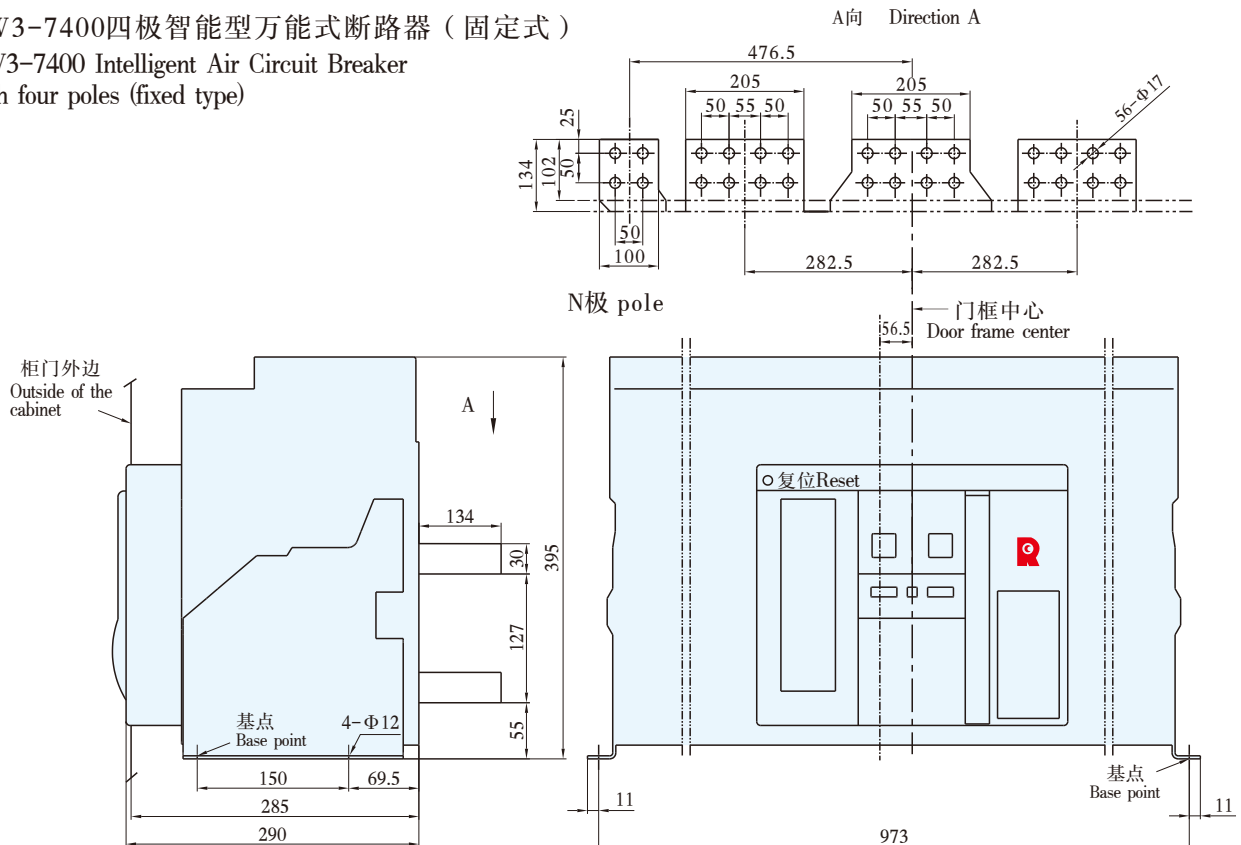 V3-7400四极智能型万能式断路器（固定式）
V3-7400 Intelligent Air Circuit Breaker
n four poles (fixed type)
A向 Direction A
476.5
205
205
50 55 50
50 55 50
56-Φ17
25
134
102
50
50
100
282.5
282.5
N极 pole
门框中心
Door frame center
56.5
柜门外边
Outside of the
cabinet
A
复位Reset
134
30
395
127
55
基点
Base point
4-Φ12
150
69.5
285
290
基点
Base point
11
11
973